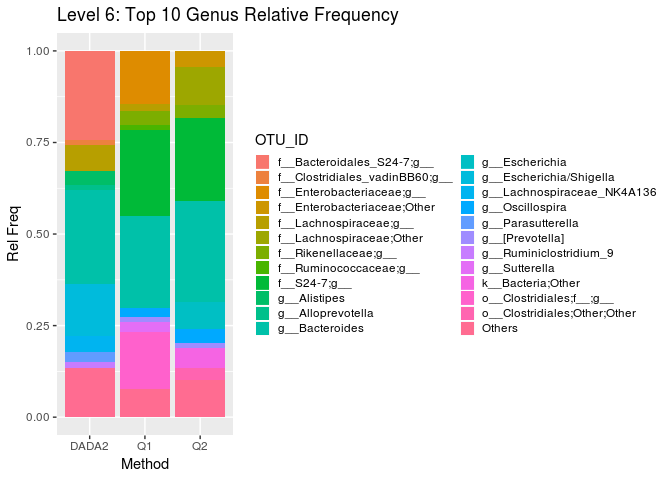 Level 6: Top 10 Genus Relative Frequency
1.00
0.75
0.50
0.25
0.00
Rel Freq
DADA2 Q1 Q2
Method
OTU_ID
f__Bacteroidales_S24-7;g__
f__Clostridiales_vadinBB60;g__
f__Enterobacteriaceae;g__
f__Enterobacteriaceae;Other
f__Lachnospiraceae;g__
f__Lachnospiraceae;Other
f__Rikenellaceae;g__
f__Ruminococcaceae;g__
f__S24-7;g__
g__Alistipes
g__Alloprevotella
g__Bacteroides
g__Escherichia
g__Escherichia/Shigella
g__Lachnospiraceae_NK4A136
g__Oscillospira
g__Parasutterella
g__[Prevotella]
g__Ruminiclostridium_9
g__Sutterella
k__Bacteria;Other
o__Clostridiales;f__;g__
o__Clostridiales;Other;Other
Others